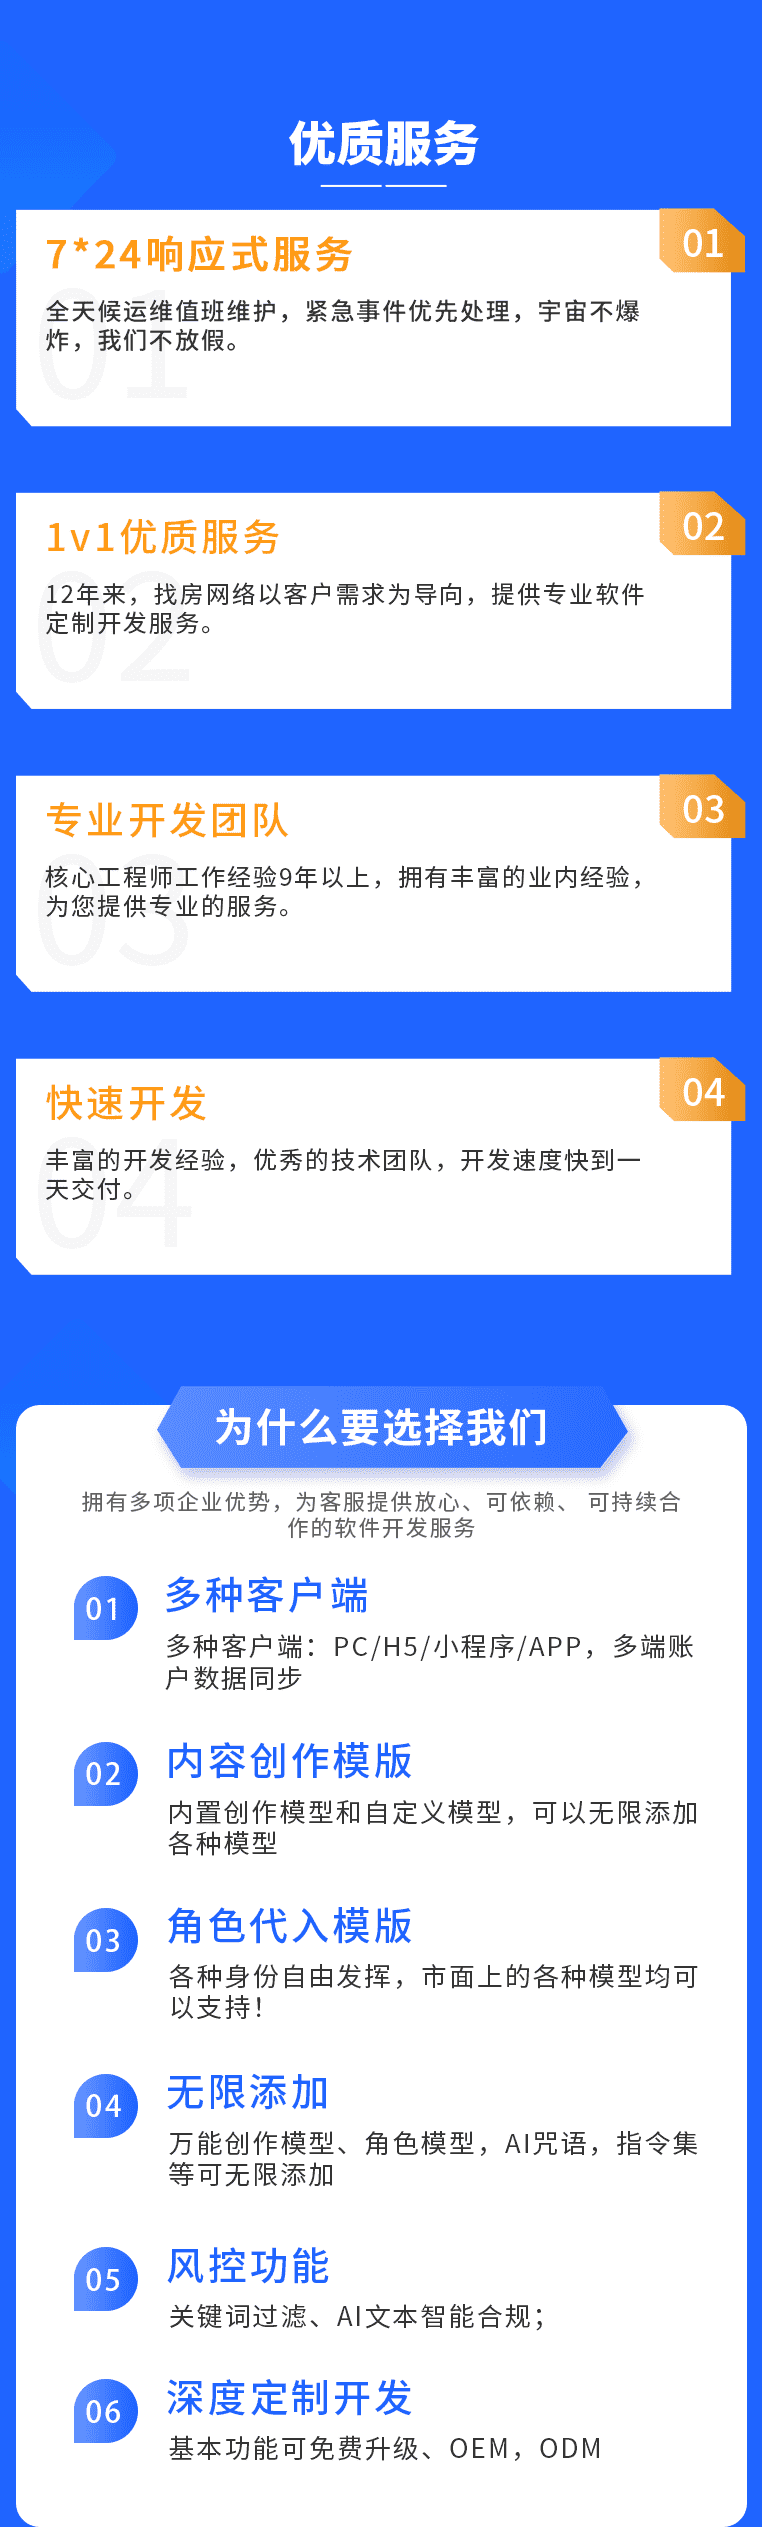 优质服务
01
7*24响应式服务
全天候运维值班维护，紧急事件优先处理，宇宙不爆
炸，我们不放假。
01
02
1v1优质服务
12年来，找房网络以客户需求为导向，提供专业软件
定制开发服务。
02
03
专业开发团队
核心工程师工作经验9年以上，拥有丰富的业内经验，
为您提供专业的服务。
03
04
快速开发
丰富的开发经验，优秀的技术团队，开发速度快到一
天交付。
04
为什么要选择我们
拥有多项企业优势，为客服提供放心、可依赖、 可持续合
作的软件开发服务
01
多种客户端
多种客户端：PC/H5/小程序/APP，多端账
户数据同步
02
内容创作模版
内置创作模型和自定义模型，可以无限添加
各种模型
03
角色代入模版
各种身份自由发挥，市面上的各种模型均可
以支持！
04
无限添加
万能创作模型、角色模型，AI咒语，指令集
等可无限添加
05
风控功能
关键词过滤、AI文本智能合规；
06
深度定制开发
基本功能可免费升级、OEM，ODM